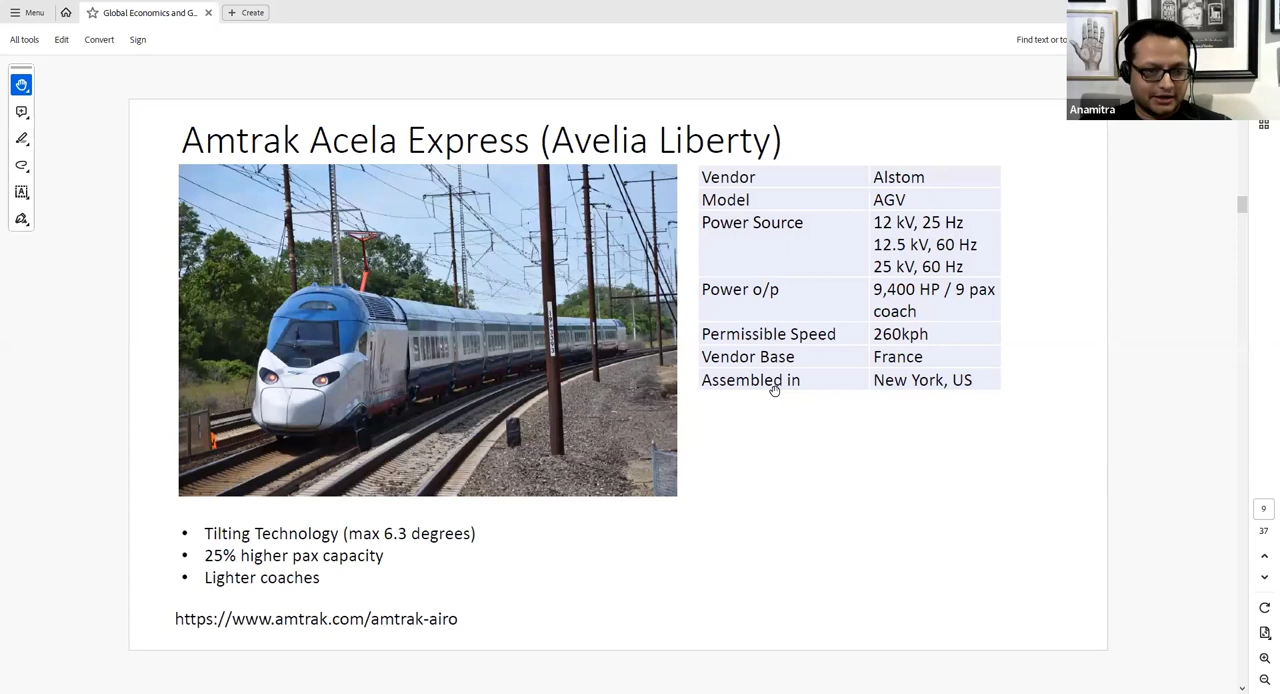 Menu
Global Economics and G...
Create
All tools
Edit
Convert
Sign
Find text or to
Anamitra
Amtrak Acela Express (Avelia Liberty)
Vendor Alstom
Model AGV
Power Source 12 kV, 25 Hz
12.5 kV, 60 Hz
25 kV, 60 Hz
Power o/p 9,400 HP / 9 pax
coach
Permissible Speed 260kph
Vendor Base France
Assembled in New York, US
• Tilting Technology (max 6.3 degrees)
• 25% higher pax capacity
• Lighter coaches
https://www.amtrak.com/amtrak-airo
9
37